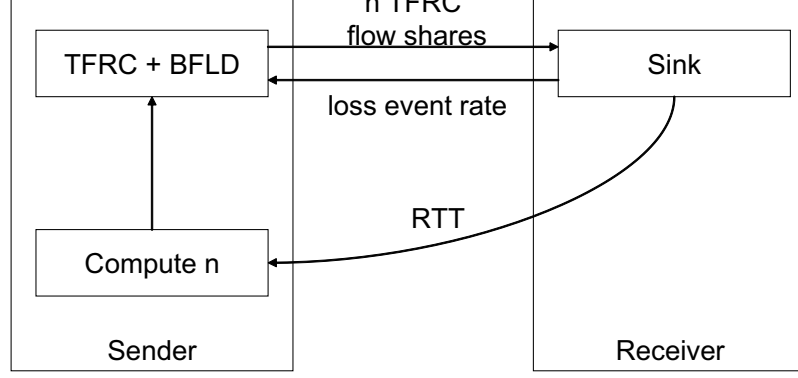 n TFRC
flow shares
TFRC + BFLD
Sink
loss event rate
RTT
Compute n
Sender
Receiver